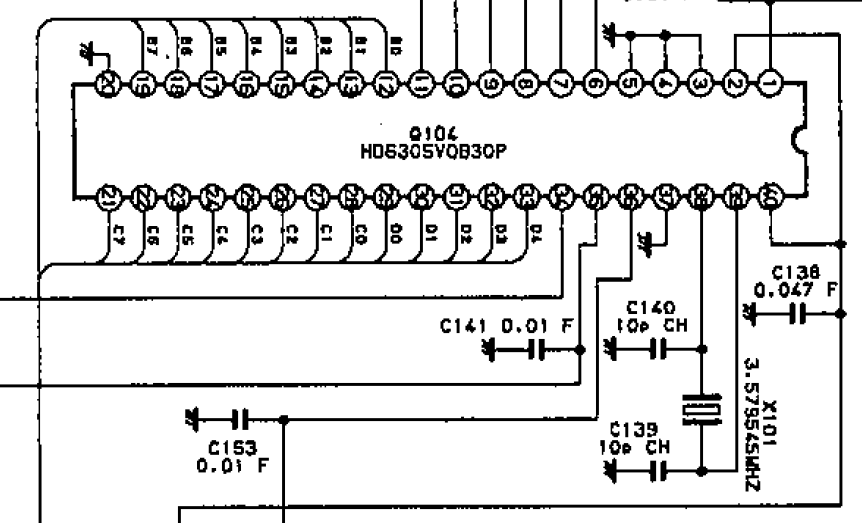 B7 B6 B5 B4 B3 B2 B1 B0
20 19 18 17 16 15 14 13 12 11 10 9 8 7 6 5 4 3 2 1
Q104
HD6305V0B30P
21 22 23 24 25 26 27 28 29 30 31 32 33 34 35 36 37 38 39 40
C7 C6 C5 C4 C3 C2 C1 C0 D0 D1 D2 D3 D4
C138
0.047 F
C140
10p CH
C141 0.01 F
X101
3.579545MHZ
C139
10p CH
C153
0.01 F